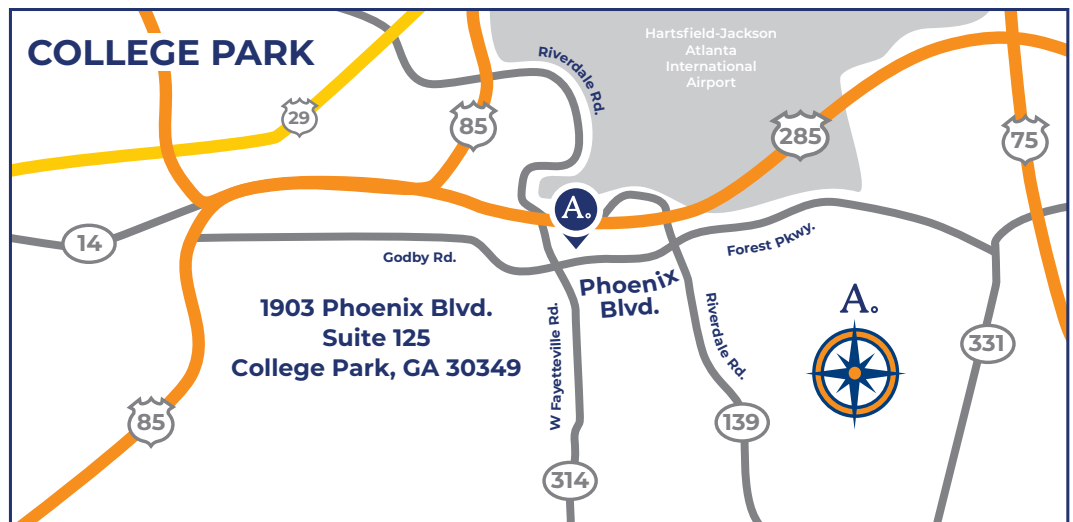 COLLEGE PARK
Hartsfield-Jackson
Atlanta
International
Airport
Riverdale Rd.
29
85
285
75
A.
14
Godby Rd.
Forest Pkwy.
Phoenix
Blvd.
1903 Phoenix Blvd.
Suite 125
College Park, GA 30349
W Fayetteville Rd.
Riverdale Rd.
A.
331
85
139
314